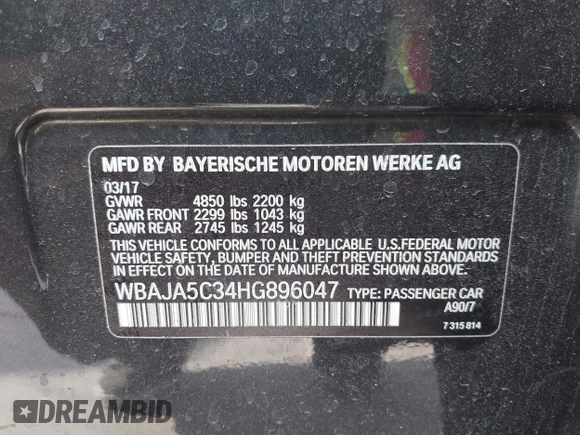 MFD BY BAYERISCHE MOTOREN WERKE AG
03/17
GVWR 4850 lbs 2200 kg
GAWR FRONT 2299 lbs 1043 kg
GAWR REAR 2745 lbs 1245 kg
THIS VEHICLE CONFORMS TO ALL APPLICABLE U.S.FEDERAL MOTOR
VEHICLE SAFETY, BUMPER AND THEFT PREVENTION STANDARDS
IN EFFECT ON THE DATE OF MANUFACTURE SHOWN ABOVE.
WBAJA5C34HG896047 TYPE: PASSENGER CAR
A90/7
7 315 814
DREAMBID